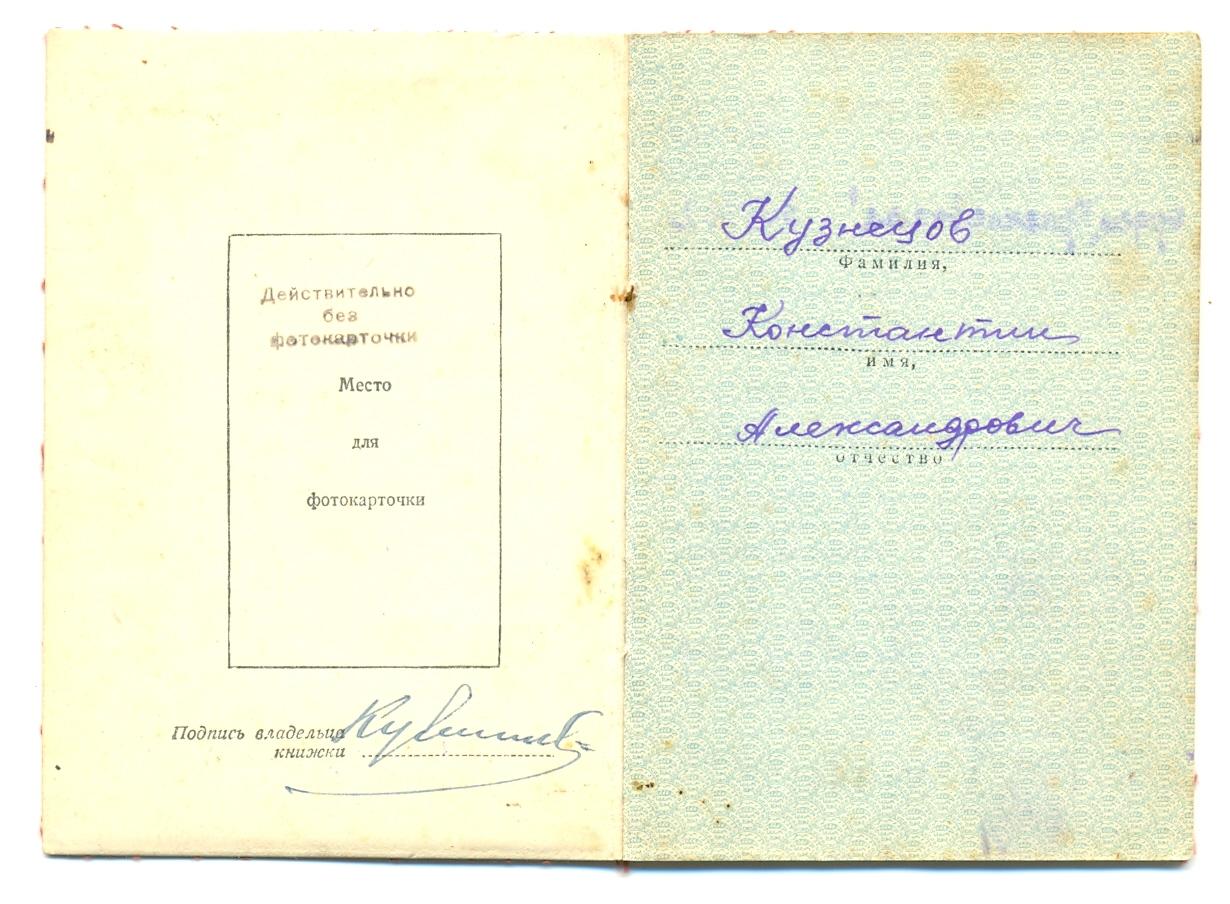 Действительно
без
фотокарточки
Место
для
фотокарточки
Подпись владельца
книжки
Кузнецов
Фамилия,
Константин
имя,
Александрович
отчество